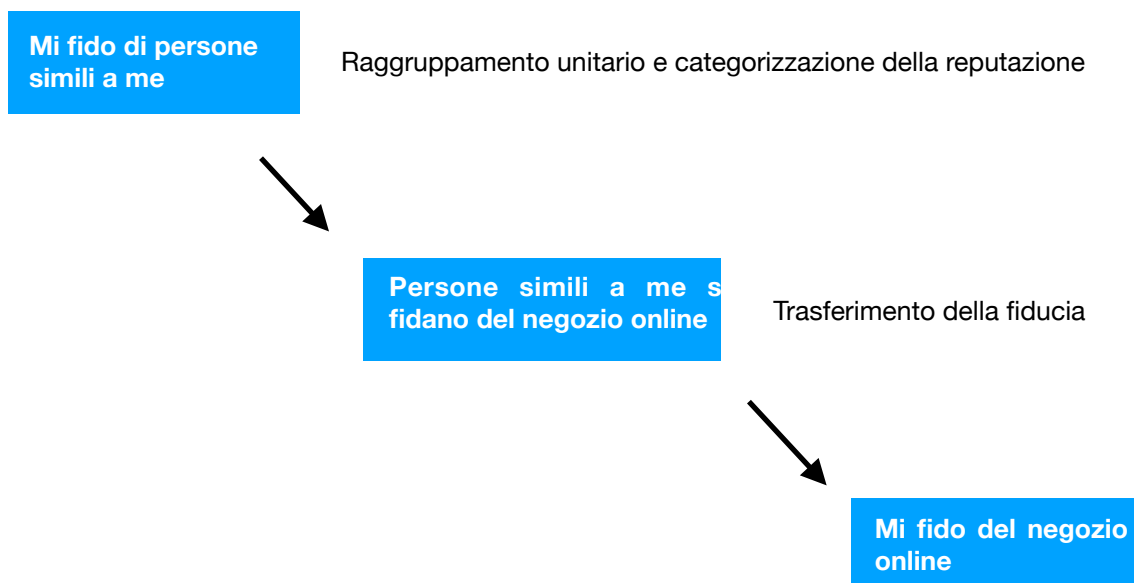 Mi fido di persone
simili a me
Raggruppamento unitario e categorizzazione della reputazione
Persone simili a me s
fidano del negozio online
Trasferimento della fiducia
Mi fido del negozio
online